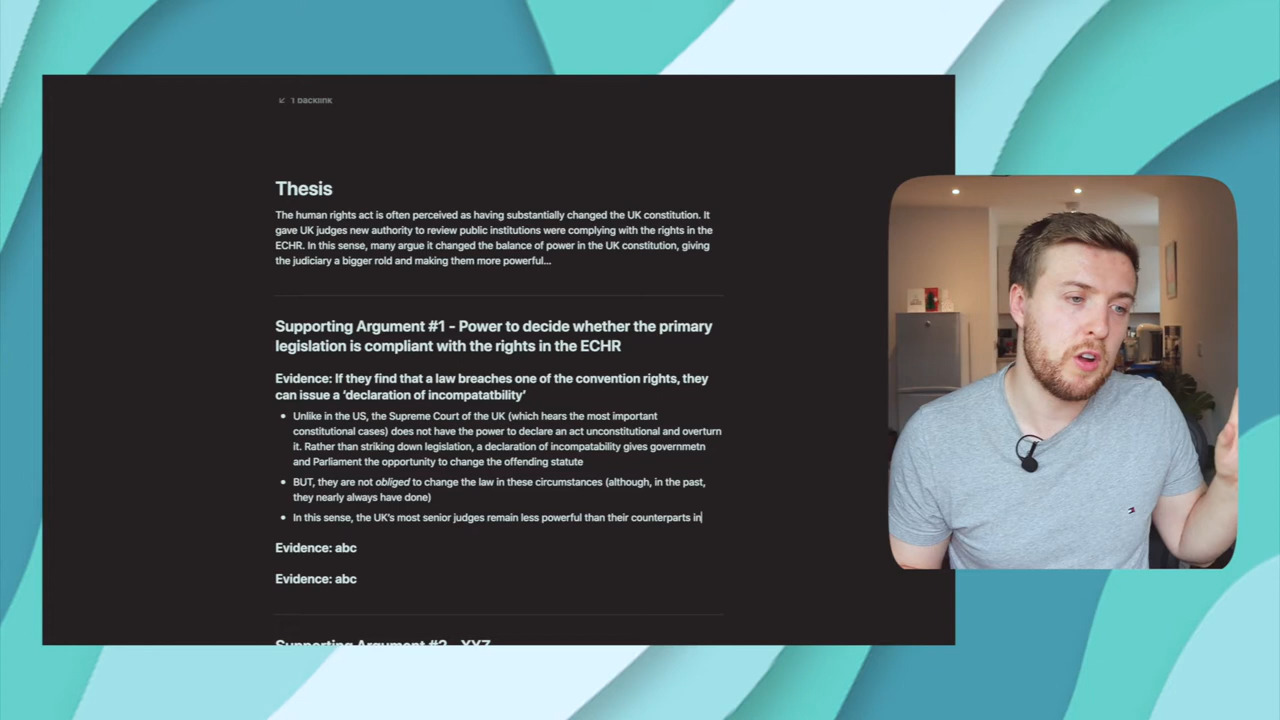 1 backlink
Thesis
The human rights act is often perceived as having substantially changed the UK constitution. It
gave UK judges new authority to review public institutions were complying with the rights in the
ECHR. In this sense, many argue it changed the balance of power in the UK constitution, giving
the judiciary a bigger rold and making them more powerful...
Supporting Argument #1 - Power to decide whether the primary
legislation is compliant with the rights in the ECHR
Evidence: If they find that a law breaches one of the convention rights, they
can issue a ‘declaration of incompatatbility’
• Unlike in the US, the Supreme Court of the UK (which hears the most important
constitutional cases) does not have the power to declare an act unconstitutional and overturn
it. Rather than striking down legislation, a declaration of incompatability gives governmetn
and Parliament the opportunity to change the offending statute
• BUT, they are not obliged to change the law in these circumstances (although, in the past,
they nearly always have done)
• In this sense, the UK's most senior judges remain less powerful than their counterparts in
Evidence: abc
Evidence: abc
Supporting Argument #2 - XYZ